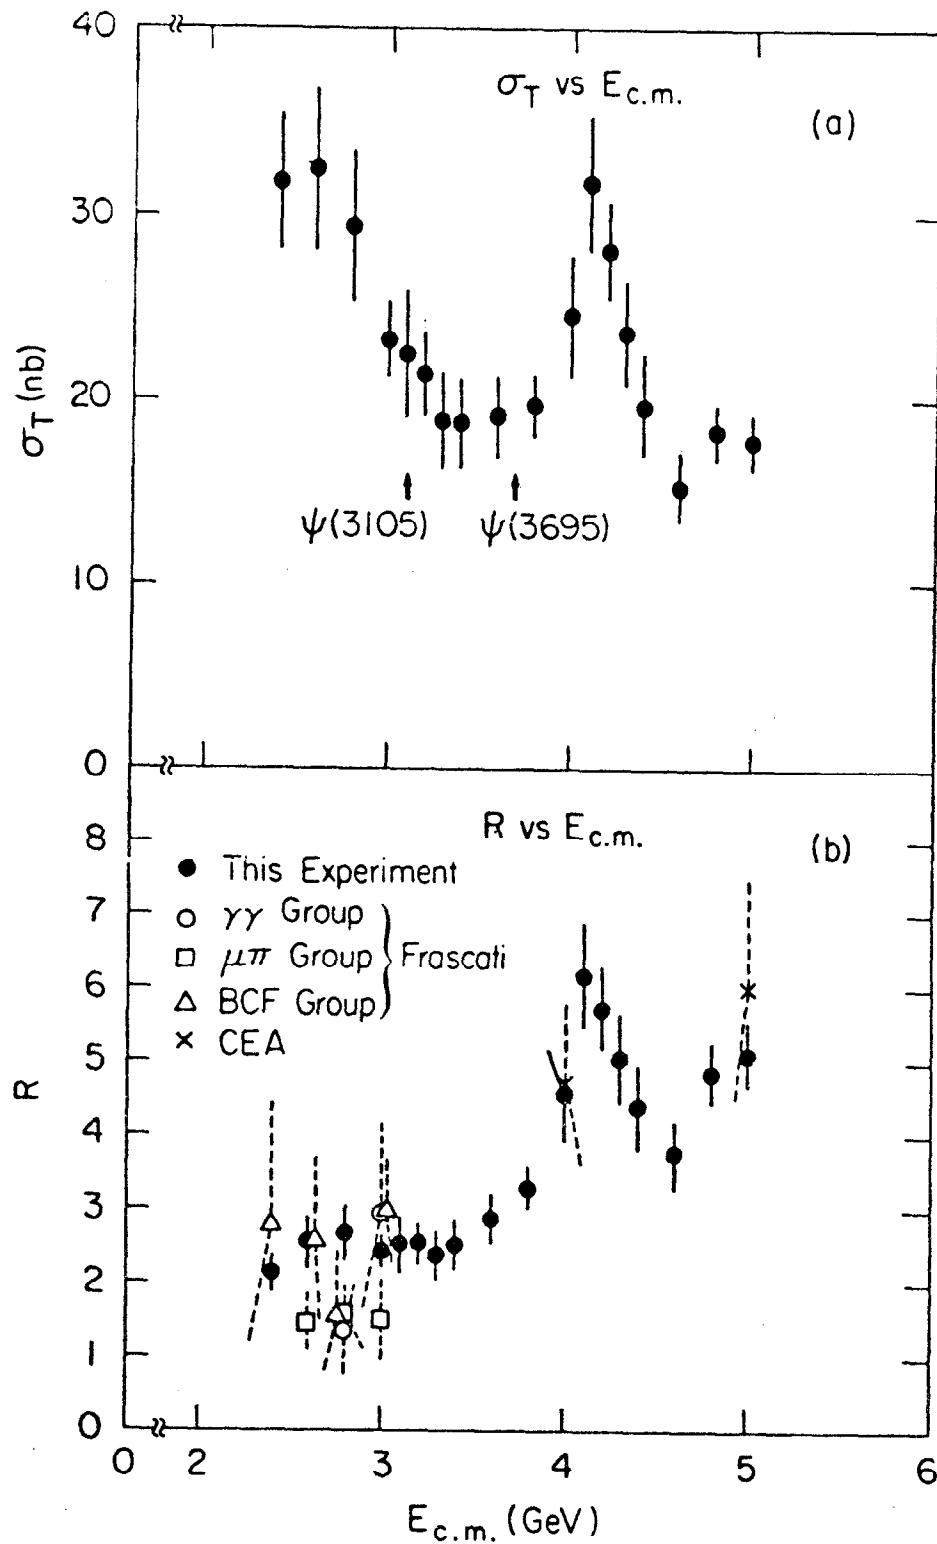 40
σT vs Ec.m.
(a)
30
σT (nb)
20
ψ(3105)
ψ(3695)
10
0
R vs Ec.m.
(b)
8
This Experiment
7
γγ Group
μπ Group
Frascati
6
BCF Group
CEA
5
R
4
3
2
1
0
0 2 3 4 5 6
Ec.m. (GeV)